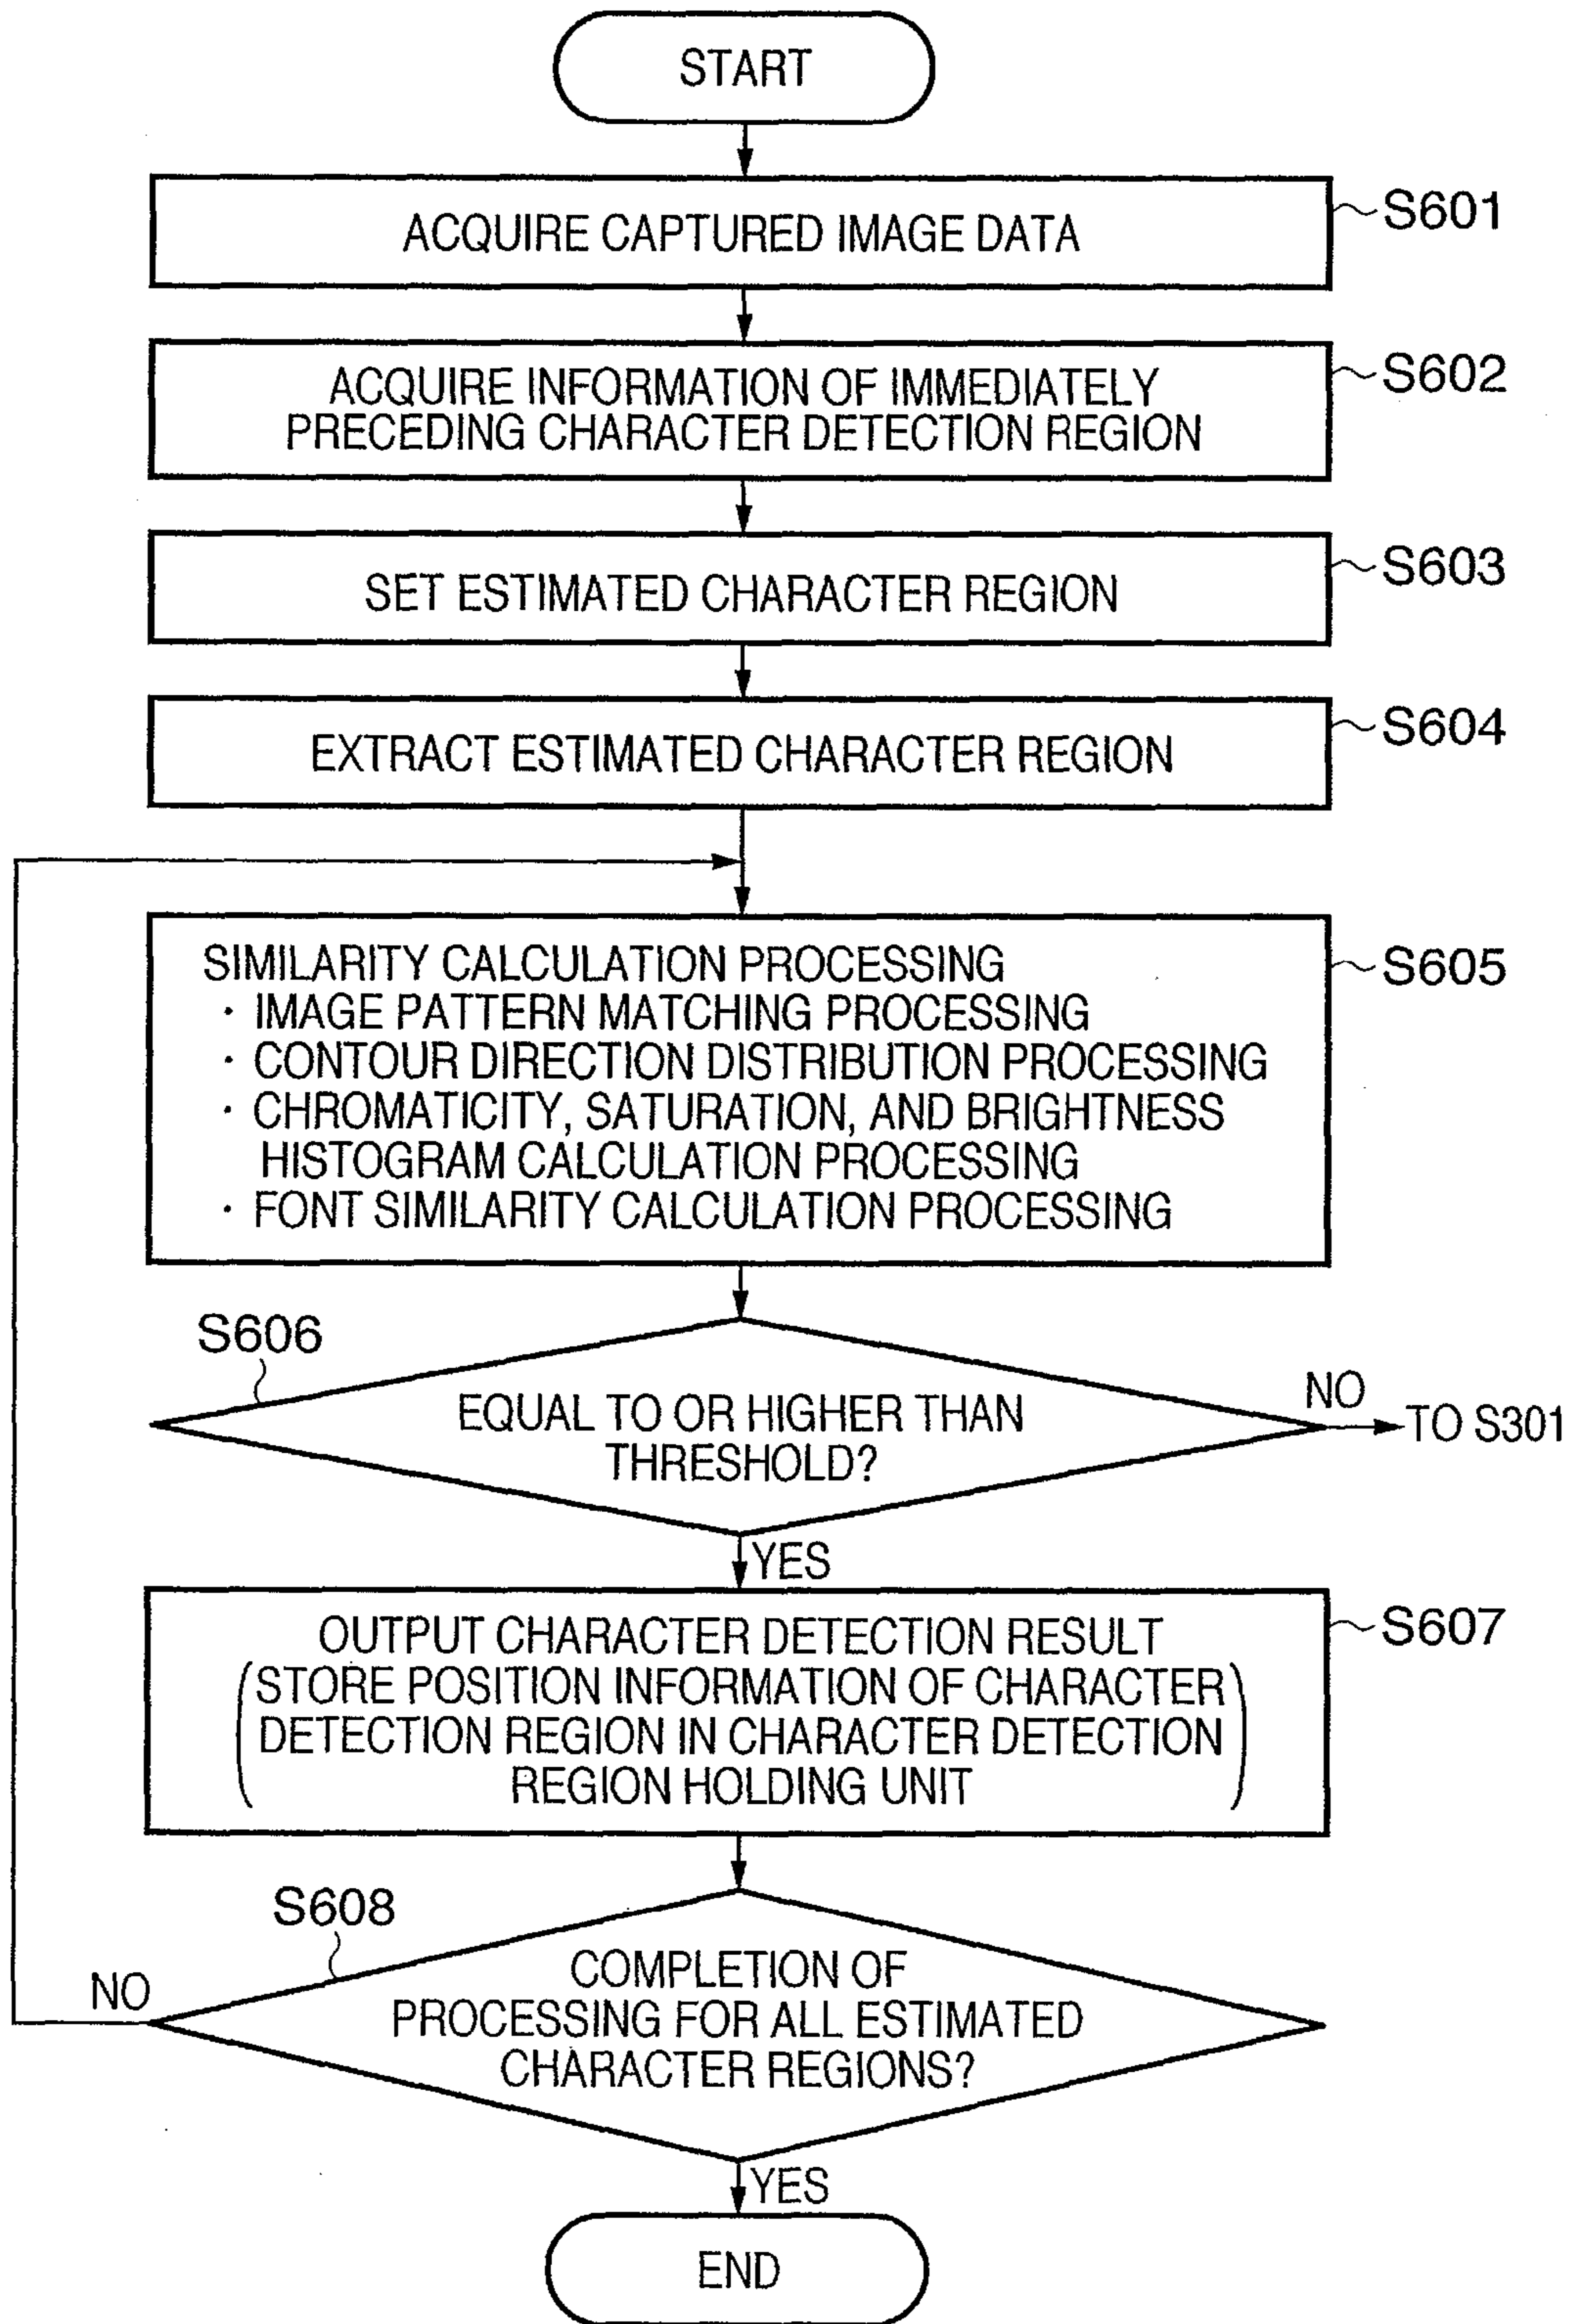 START
ACQUIRE CAPTURED IMAGE DATA
S601
ACQUIRE INFORMATION OF IMMEDIATELY
PRECEDING CHARACTER DETECTION REGION
S602
SET ESTIMATED CHARACTER REGION
S603
EXTRACT ESTIMATED CHARACTER REGION
S604
SIMILARITY CALCULATION PROCESSING
· IMAGE PATTERN MATCHING PROCESSING
· CONTOUR DIRECTION DISTRIBUTION PROCESSING
· CHROMATICITY, SATURATION, AND BRIGHTNESS
HISTOGRAM CALCULATION PROCESSING
· FONT SIMILARITY CALCULATION PROCESSING
S605
S606
EQUAL TO OR HIGHER THAN
THRESHOLD?
NO
TO S301
YES
OUTPUT CHARACTER DETECTION RESULT
(STORE POSITION INFORMATION OF CHARACTER
DETECTION REGION IN CHARACTER DETECTION
REGION HOLDING UNIT)
S607
S608
COMPLETION OF
PROCESSING FOR ALL ESTIMATED
CHARACTER REGIONS?
NO
YES
END